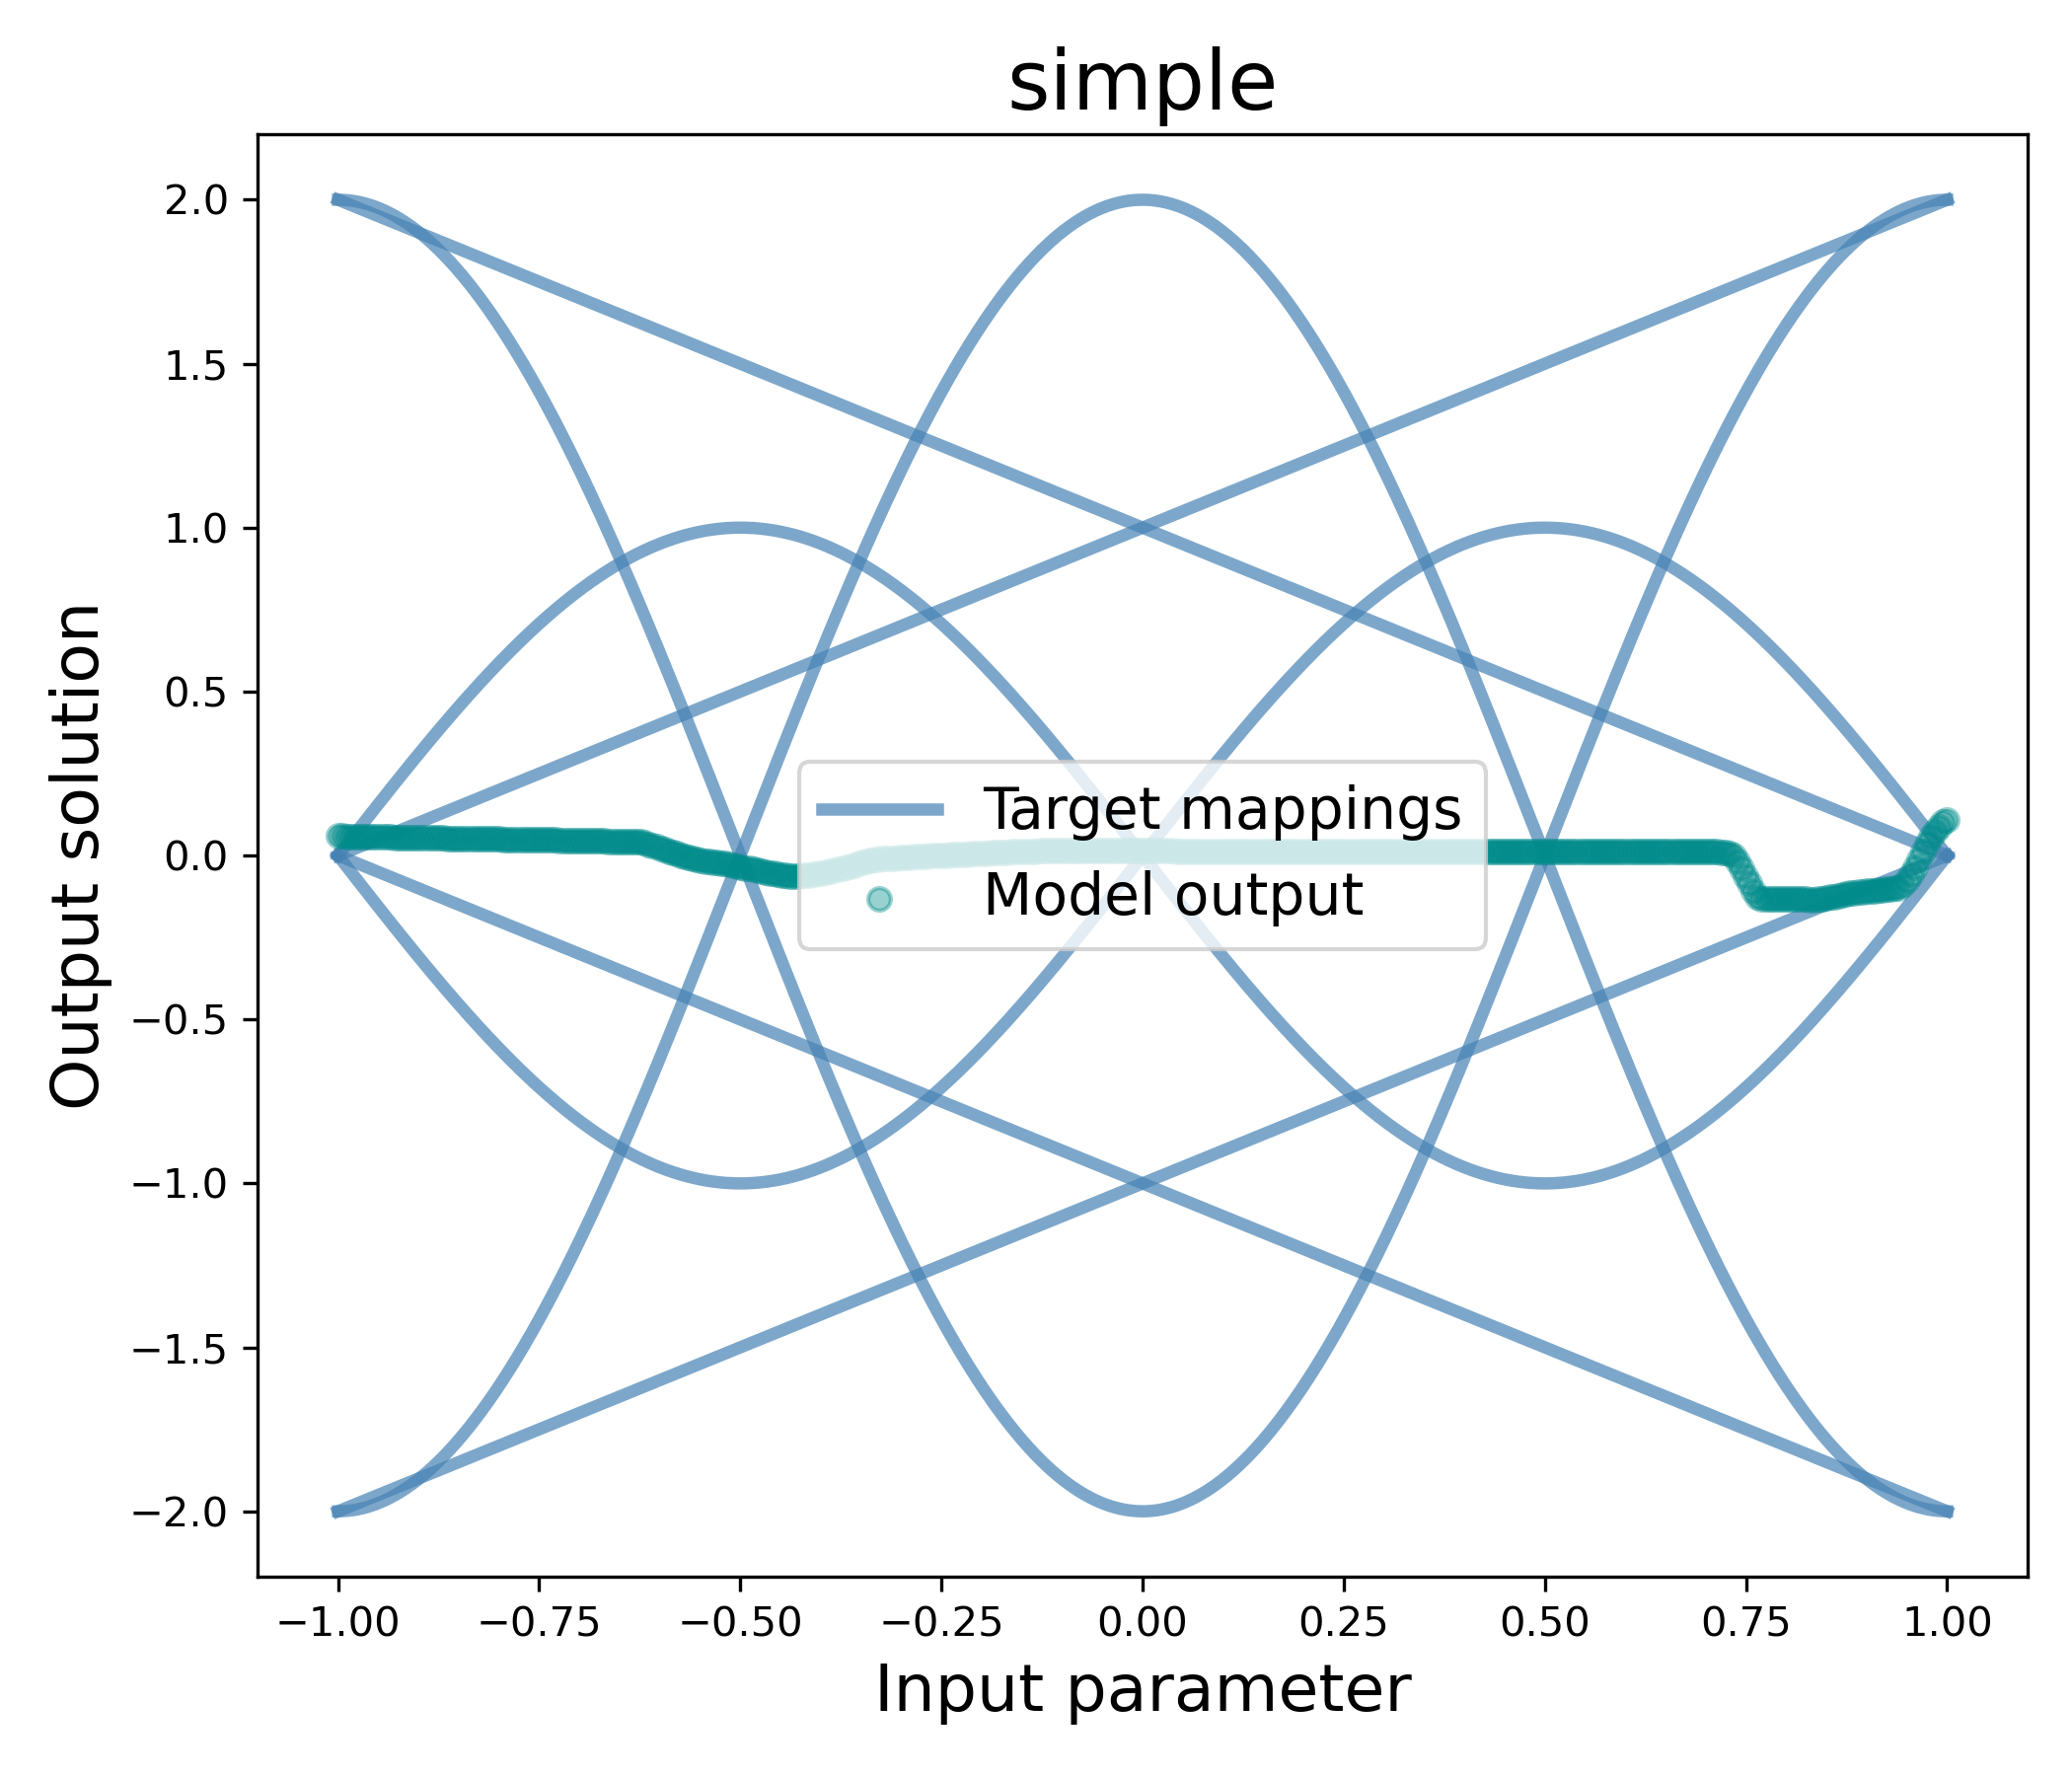 simple
Output solution
2.0
1.5
1.0
0.5
0.0
−0.5
−1.0
−1.5
−2.0
Target mappings
Model output
−1.00 −0.75 −0.50 −0.25 0.00 0.25 0.50 0.75 1.00
Input parameter